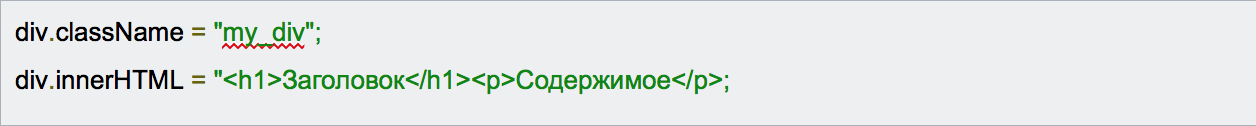 div.className = "my_div";
div.innerHTML = "<h1>Заголовок</h1><p>Содержимое</p>;